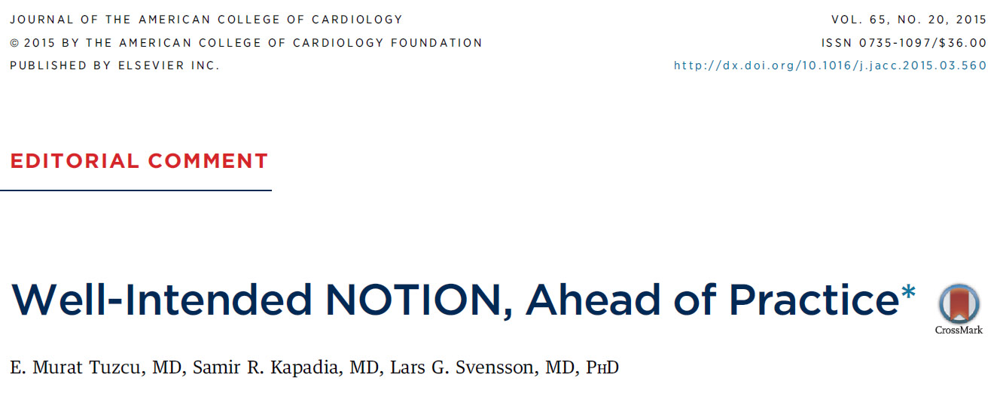 JOURNAL OF THE AMERICAN COLLEGE OF CARDIOLOGY
© 2015 BY THE AMERICAN COLLEGE OF CARDIOLOGY FOUNDATION
PUBLISHED BY ELSEVIER INC.
VOL. 65, NO. 20, 2015
ISSN 0735-1097/$36.00
http://dx.doi.org/10.1016/j.jacc.2015.03.560
EDITORIAL COMMENT
Well-Intended NOTION, Ahead of Practice*
CrossMark
E. Murat Tuzcu, MD, Samir R. Kapadia, MD, Lars G. Svensson, MD, PHD